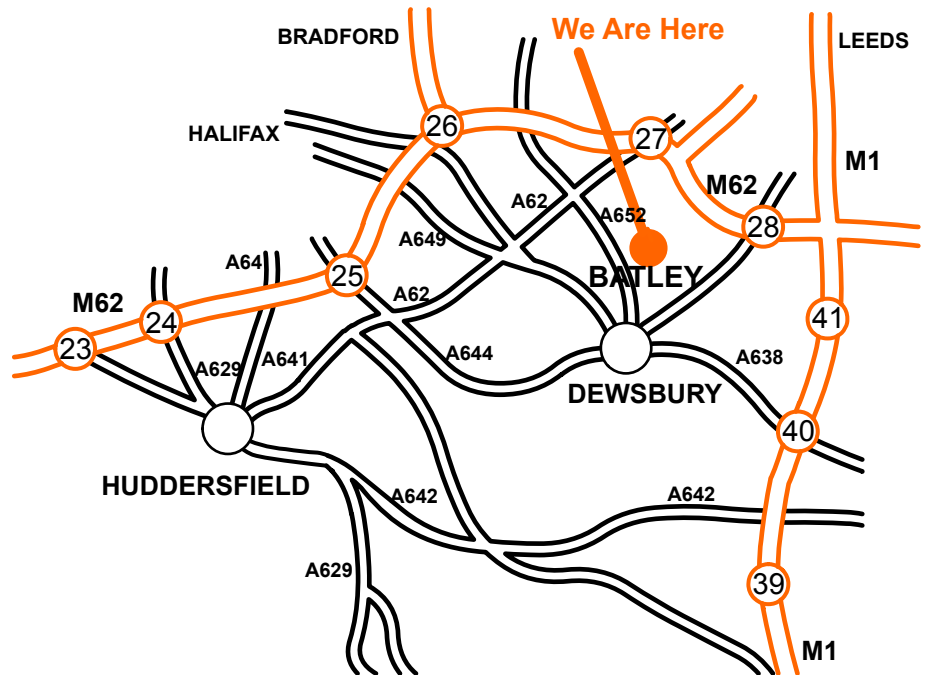 We Are Here
BRADFORD
LEEDS
26
HALIFAX
27
M1
M62
A62
A652
28
A649
A64
25
BATLEY
A62
M62
24
41
23
A629
A641
A644
A638
DEWSBURY
40
HUDDERSFIELD
A642
A642
A629
39
M1